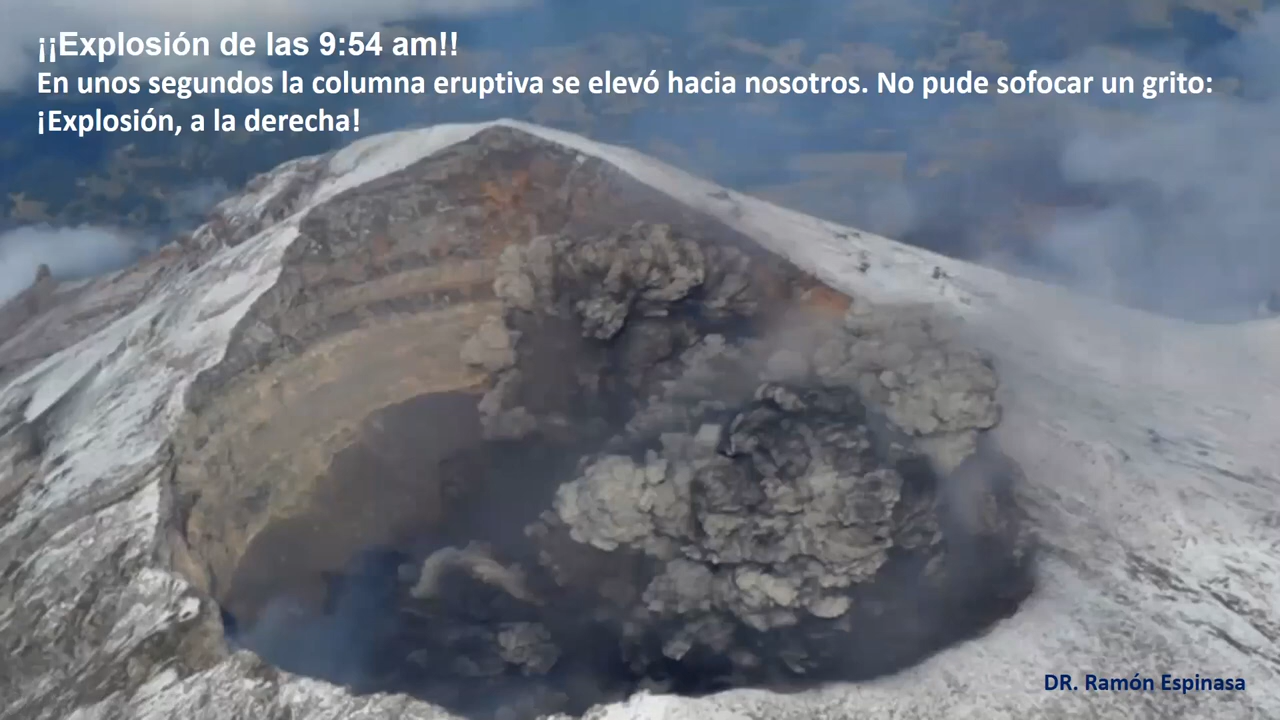 ¡¡Explosión de las 9:54 am!!
En unos segundos la columna eruptiva se elevó hacia nosotros. No pude sofocar un grito:
¡Explosión, a la derecha!
DR. Ramón Espinasa